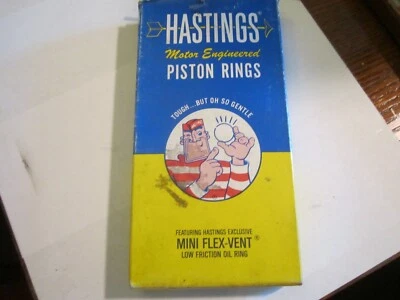 HASTINGS®
Motor Engineered
PISTON RINGS
TOUGH...BUT OH SO GENTLE
FEATURING HASTINGS EXCLUSIVE
MINI FLEX-VENT®
LOW FRICTION OIL RING